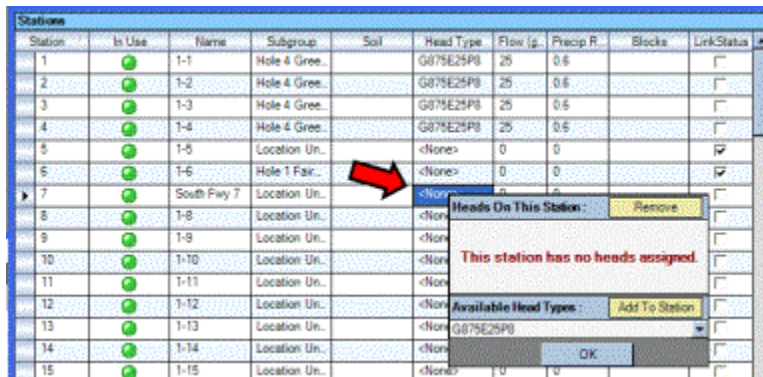 Stations
Station In Use Name Subgroup Soil Head Type Flow (g... Precip R... Blocks LinkStatus
1 1-1 Hole 4 Gree... G875E25P8 25 0.6
2 1-2 Hole 4 Gree... G875E25P8 25 0.6
3 1-3 Hole 4 Gree... G875E25P8 25 0.6
4 1-4 Hole 4 Gree... G875E25P8 25 0.6
5 1-5 Location Un... <None> 0 0
6 1-6 Hole 1 Fair... <None> 0 0
7 South Fwy 7 Location Un... <None> 0 0
8 1-8 Location Un... <Non
9 1-9 Location Un... <Non
10 1-10 Location Un... <Non
11 1-11 Location Un... <Non
12 1-12 Location Un... <Non
13 1-13 Location Un... <Non
14 1-14 Location Un... <Non
15 1-15 Location Un... <None> 0 0
Heads On This Station : Remove
This station has no heads assigned.
Available Head Types : Add To Station
G875E25P8
OK